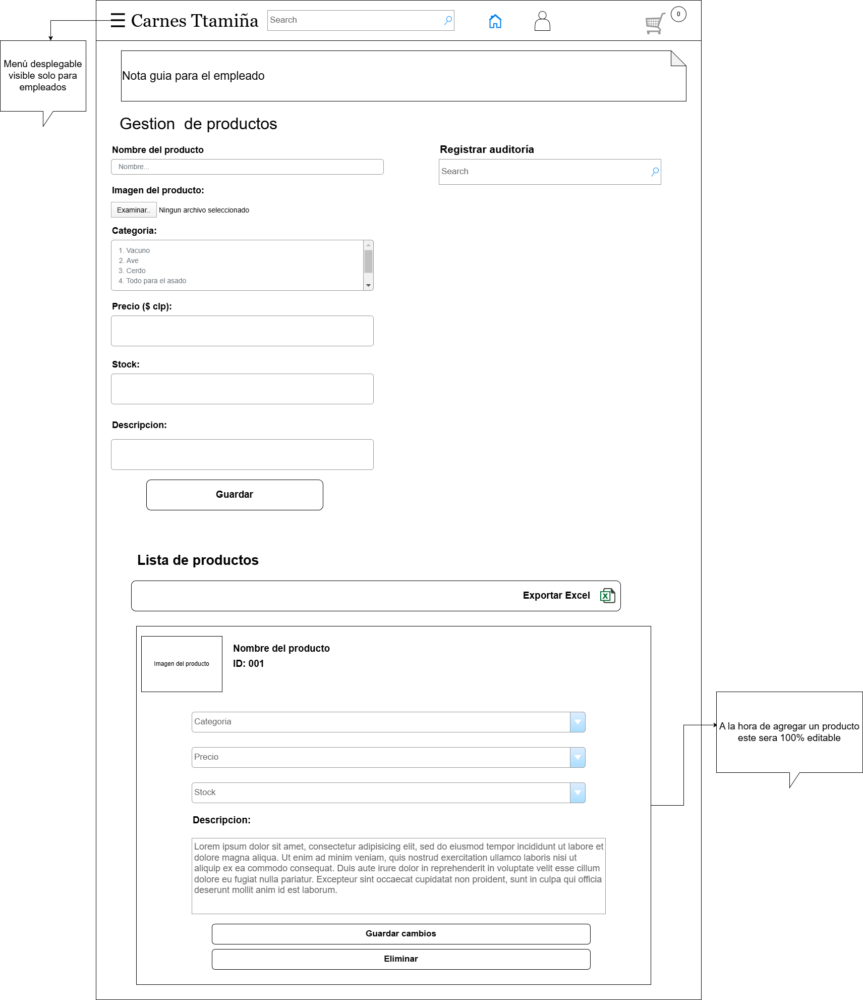 Carnes Ttamiña
Search
0
Menú desplegable
visible solo para
empleados
Nota guia para el empleado
Gestion  de productos
Nombre del producto
Nombre...
Registrar auditoría
Search
Imagen del producto:
Examinar..
Ningun archivo seleccionado
Categoria:
1. Vacuno
2. Ave
3. Cerdo
4. Todo para el asado
Precio ($ clp):
Stock:
Descripcion:
Guardar
Lista de productos
Exportar Excel
X
Imagen del producto
Nombre del producto
ID: 001
Categoria
Precio
Stock
Descripcion:
Lorem ipsum dolor sit amet, consectetur adipisicing elit, sed do eiusmod tempor incididunt ut labore et
dolore magna aliqua. Ut enim ad minim veniam, quis nostrud exercitation ullamco laboris nisi ut
aliquip ex ea commodo consequat. Duis aute irure dolor in reprehenderit in voluptate velit esse cillum
dolore eu fugiat nulla pariatur. Excepteur sint occaecat cupidatat non proident, sunt in culpa qui officia
deserunt mollit anim id est laborum.
Guardar cambios
Eliminar
A la hora de agregar un producto
este sera 100% editable